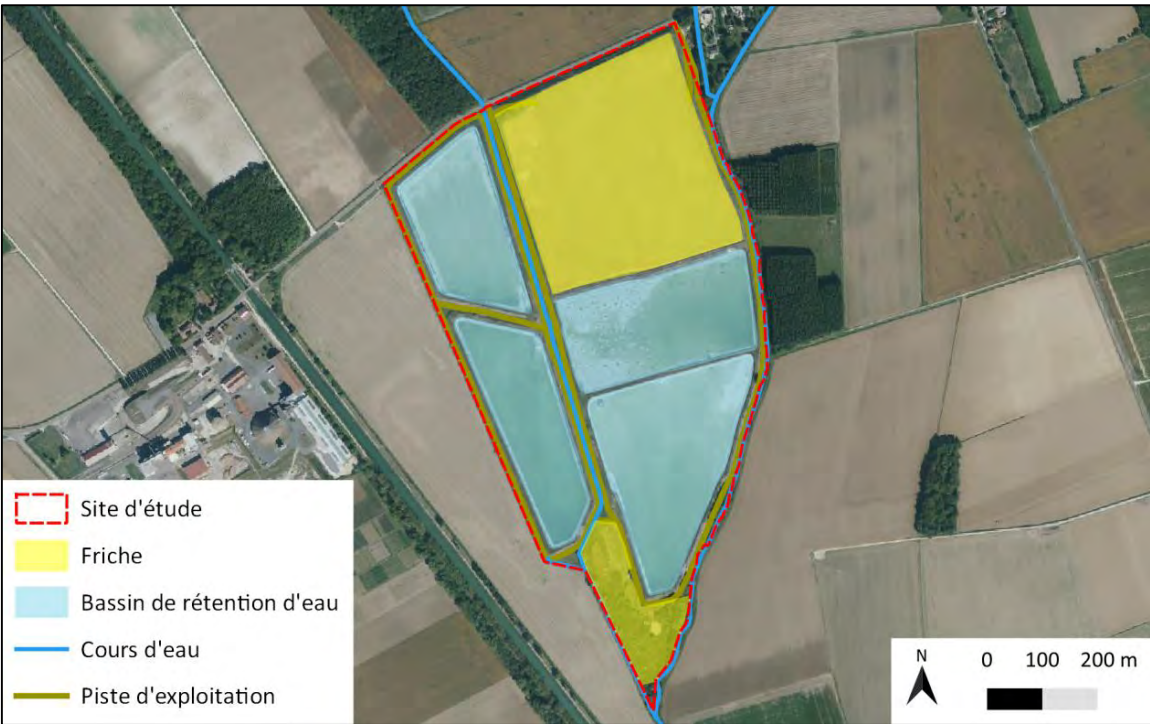 Site d'étude
Friche
Bassin de rétention d'eau
Cours d'eau
Piste d'exploitation
N
0 100 200 m